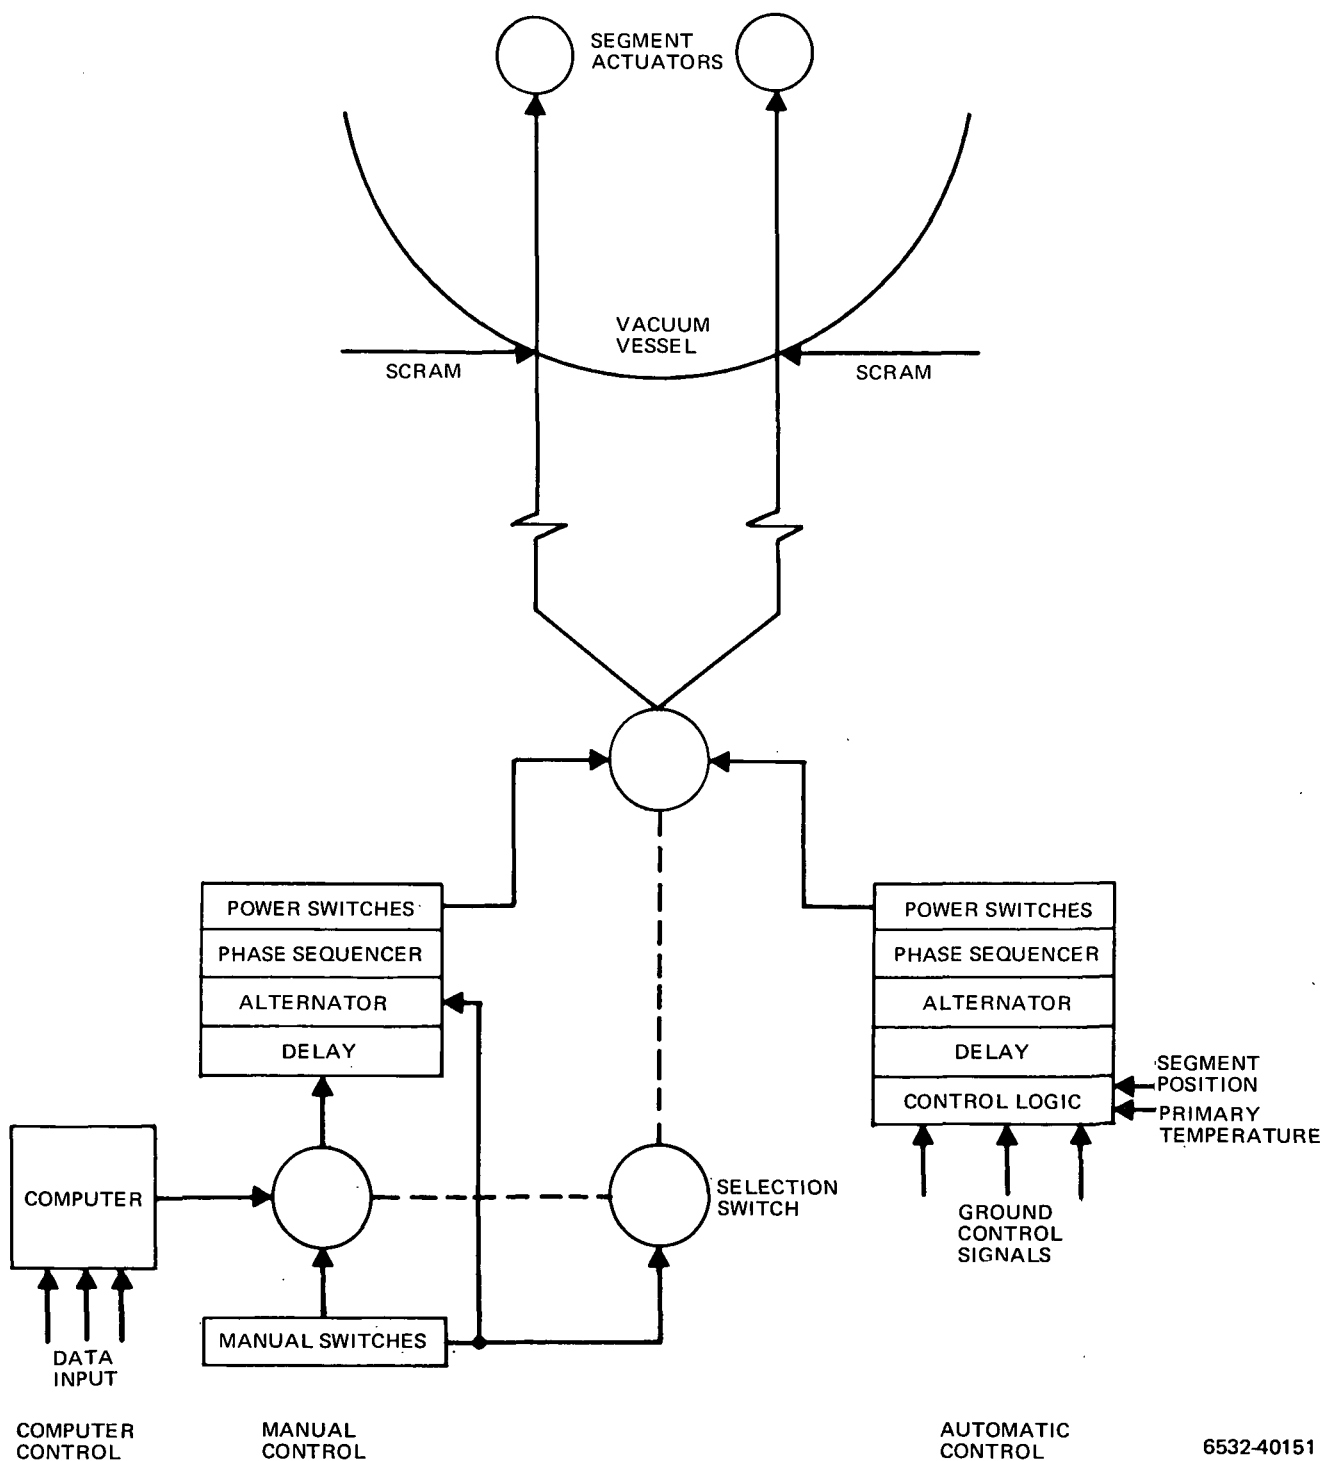 SEGMENT
ACTUATORS
VACUUM
VESSEL
SCRAM
SCRAM
POWER SWITCHES
PHASE SEQUENCER
ALTERNATOR
DELAY
POWER SWITCHES
PHASE SEQUENCER
ALTERNATOR
DELAY
CONTROL LOGIC
SEGMENT
POSITION
PRIMARY
TEMPERATURE
COMPUTER
SELECTION
SWITCH
GROUND
CONTROL
SIGNALS
MANUAL SWITCHES
DATA
INPUT
COMPUTER
CONTROL
MANUAL
CONTROL
AUTOMATIC
CONTROL
6532-40151